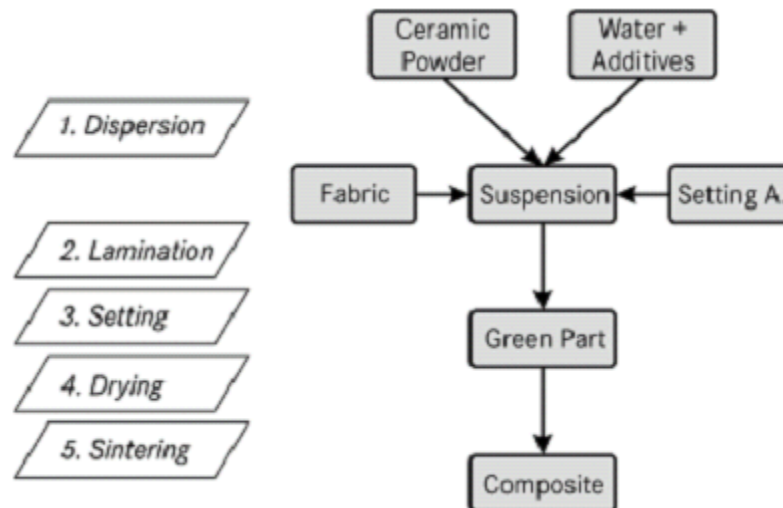 Ceramic
Powder
Water +
Additives
1. Dispersion
Fabric
Suspension
Setting A.
2. Lamination
3. Setting
Green Part
4. Drying
5. Sintering
Composite